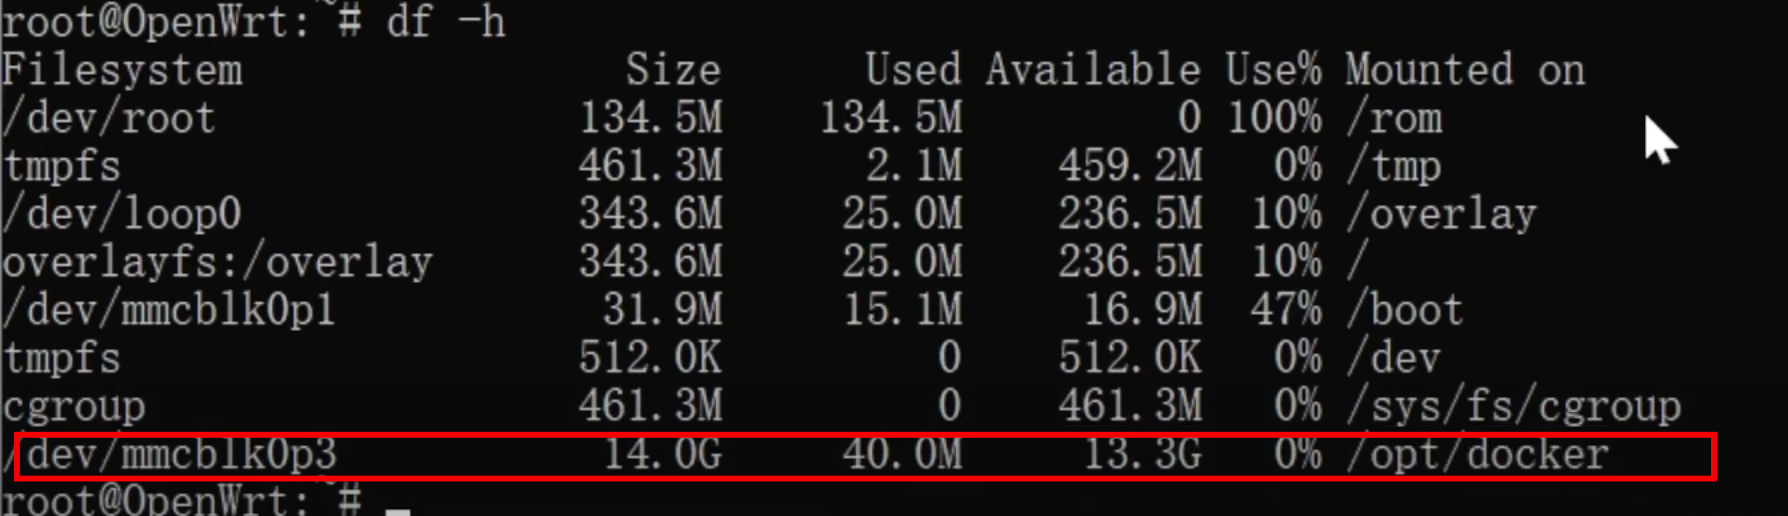 root@OpenWrt:~# df -h
Filesystem Size Used Available Use% Mounted on
/dev/root 134.5M 134.5M 0 100% /rom
tmpfs 461.3M 2.1M 459.2M 0% /tmp
/dev/loop0 343.6M 25.0M 236.5M 10% /overlay
overlayfs:/overlay 343.6M 25.0M 236.5M 10% /
/dev/mmcblk0p1 31.9M 15.1M 16.9M 47% /boot
tmpfs 512.0K 0 512.0K 0% /dev
cgroup 461.3M 0 461.3M 0% /sys/fs/cgroup
/dev/mmcblk0p3 14.0G 40.0M 13.3G 0% /opt/docker
root@OpenWrt:~#